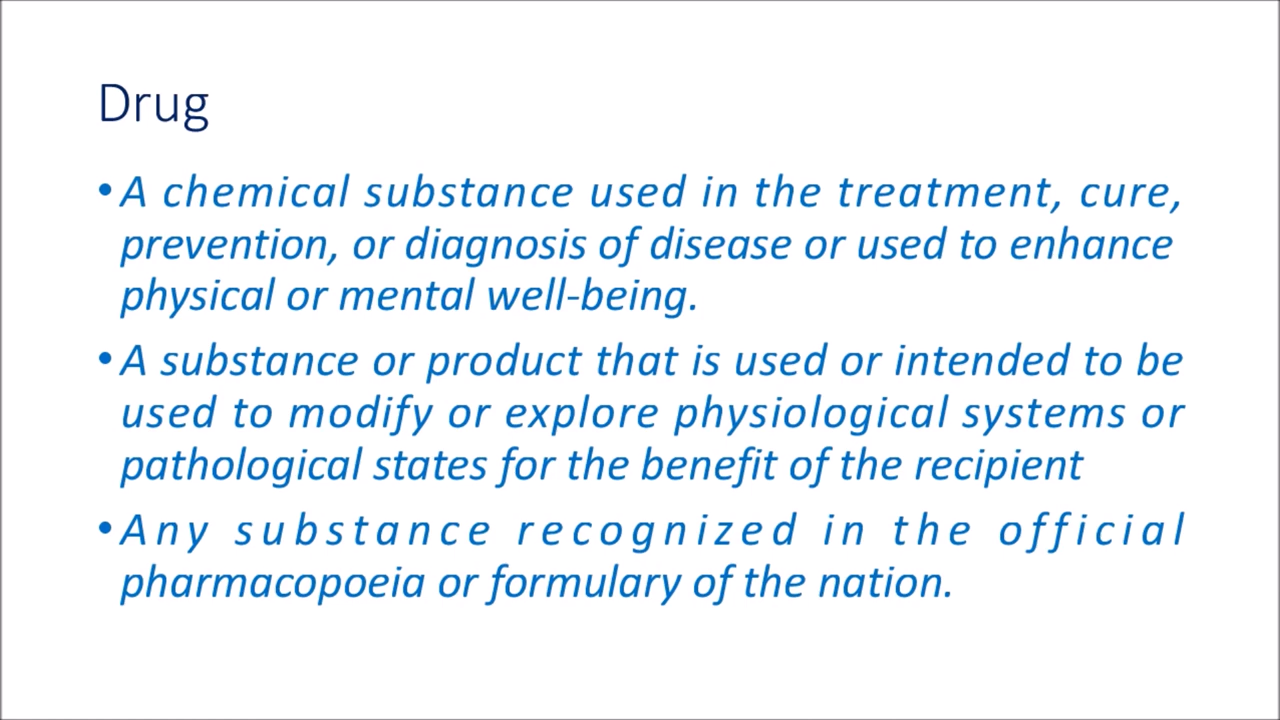 Drug
•A chemical substance used in the treatment, cure,
prevention, or diagnosis of disease or used to enhance
physical or mental well-being.
•A substance or product that is used or intended to be
used to modify or explore physiological systems or
pathological states for the benefit of the recipient
•Any substance recognized in the official
pharmacopoeia or formulary of the nation.